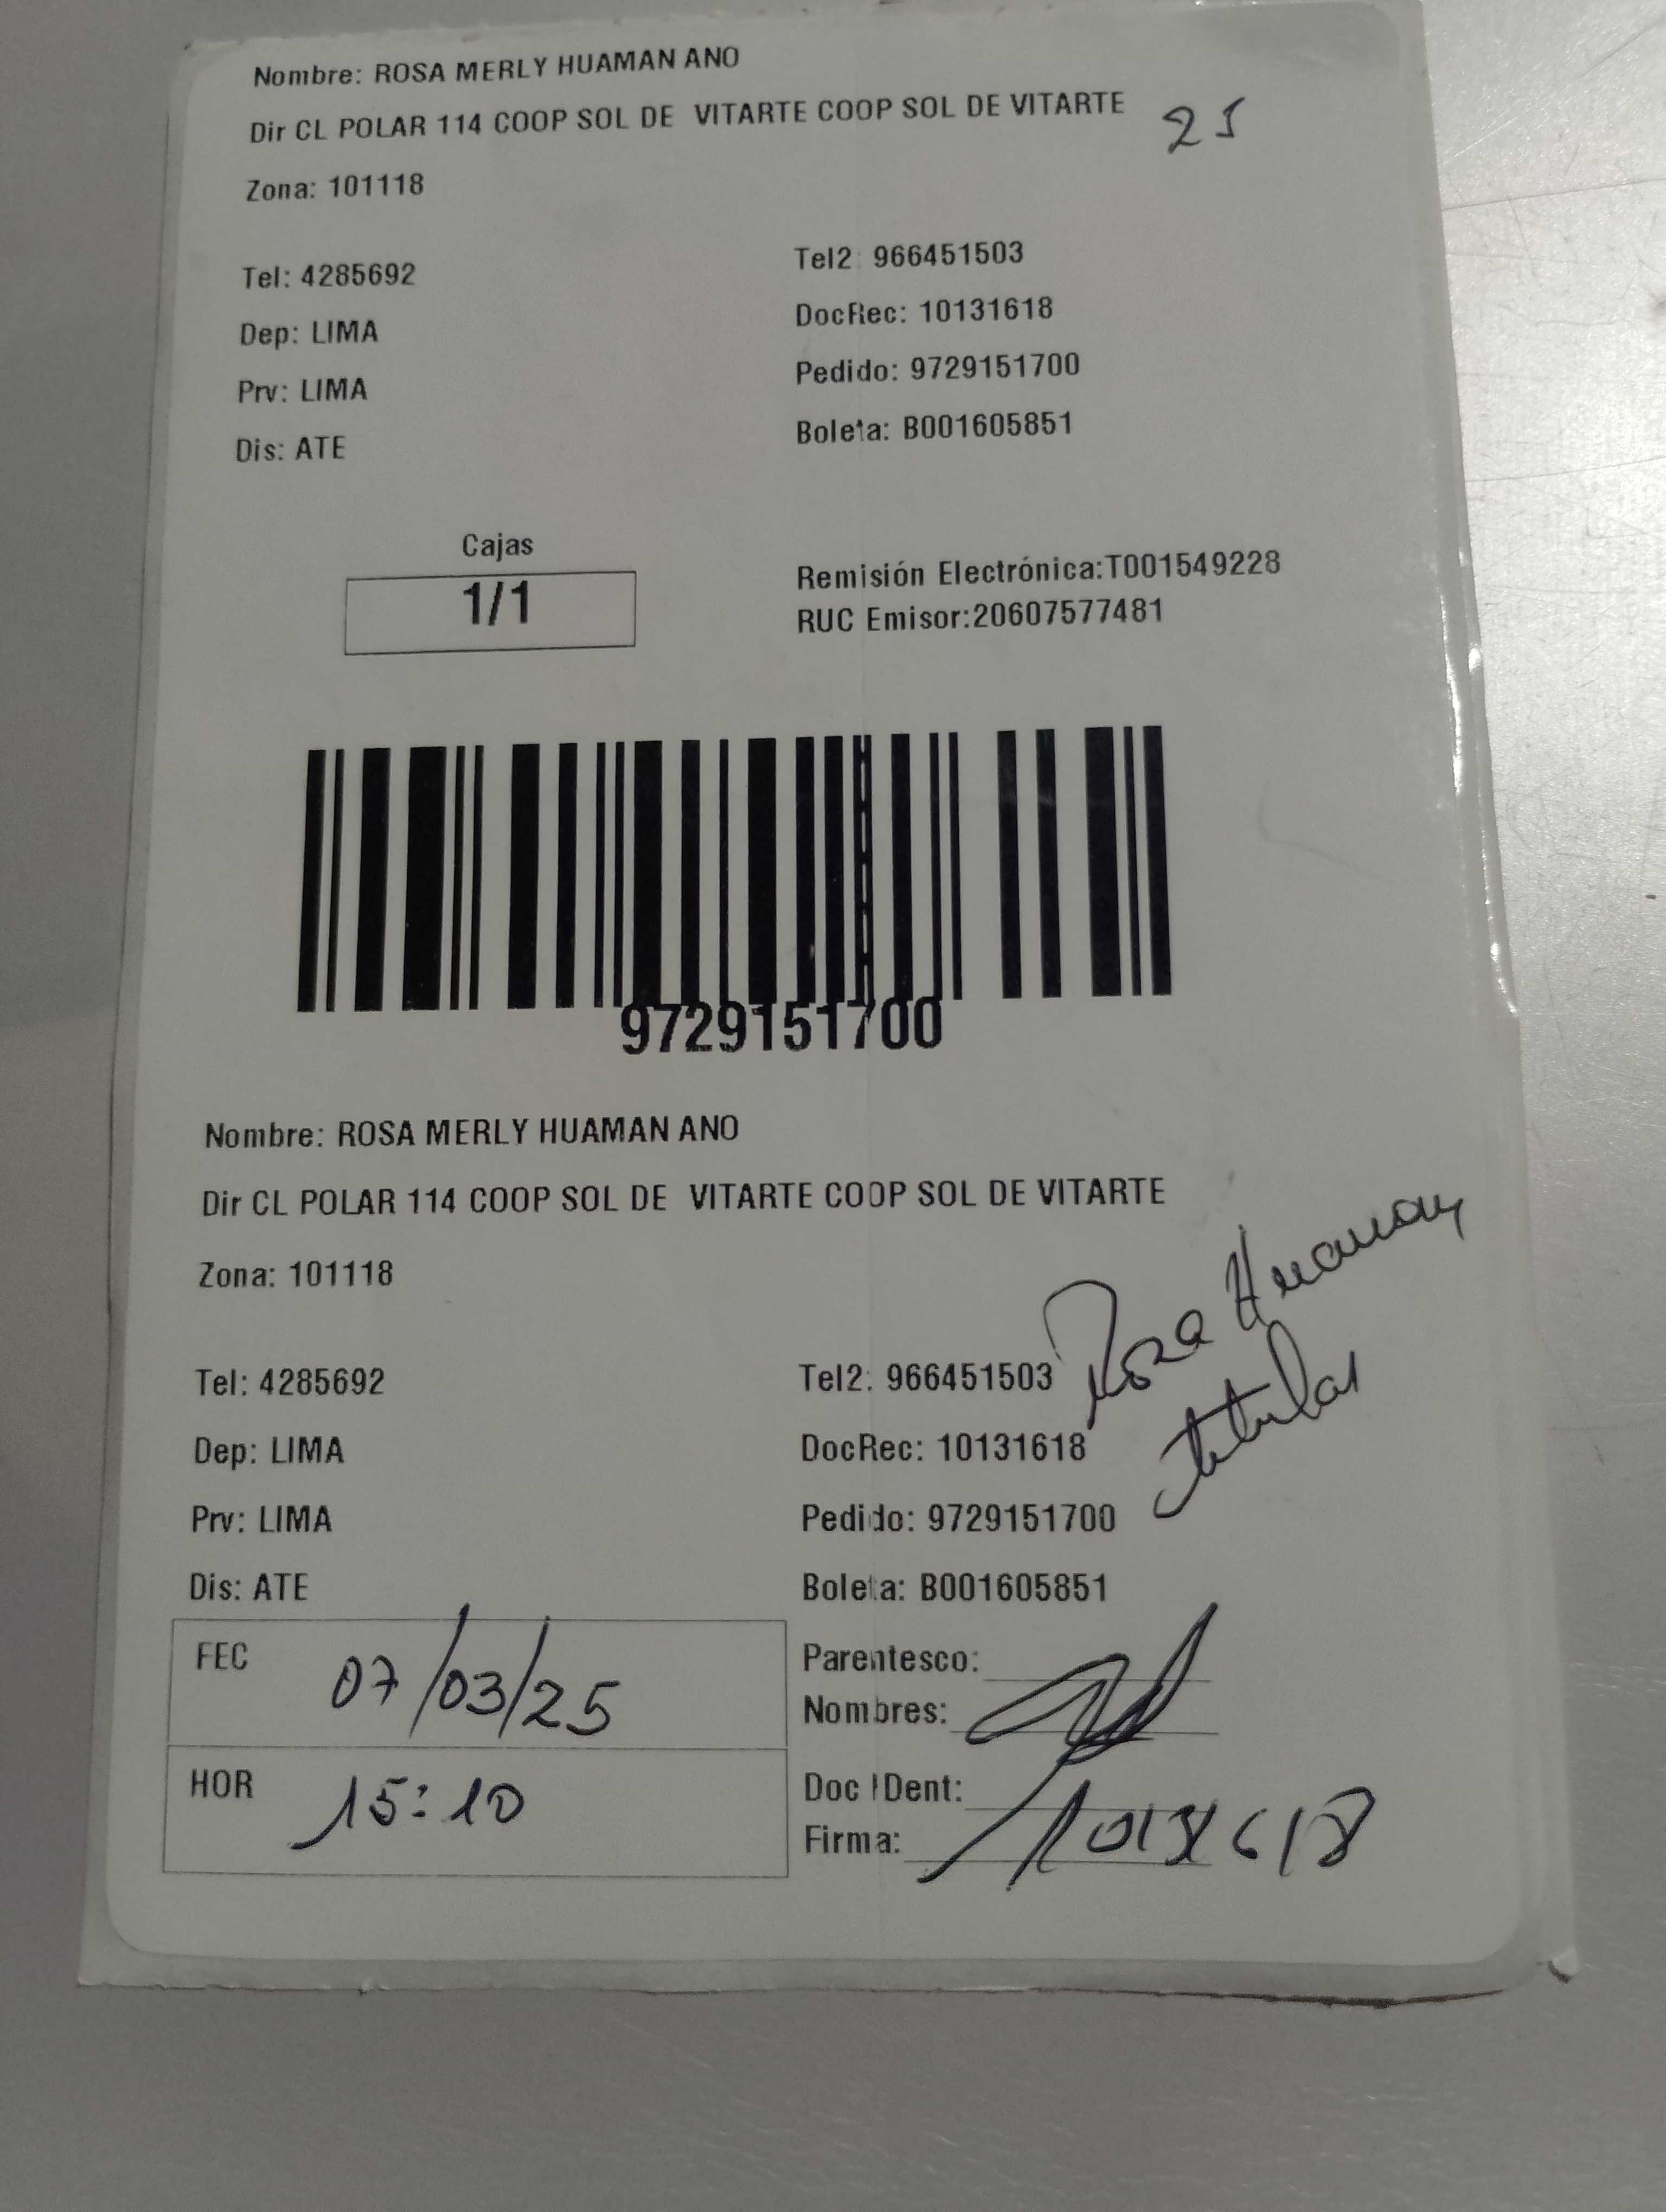 Nombre: ROSA MERLY HUAMAN ANO
Dir CL POLAR 114 COOP SOL DE VITARTE COOP SOL DE VITARTE
25
Zona: 101118
Tel: 4285692
Tel2: 966451503
Dep: LIMA
DocRec: 10131618
Prv: LIMA
Pedido: 9729151700
Dis: ATE
Boleta: B001605851
Cajas
1/1
Remisión Electrónica:T001549228
RUC Emisor:20607577481
9729151700
Nombre: ROSA MERLY HUAMAN ANO
Dir CL POLAR 114 COOP SOL DE VITARTE COOP SOL DE VITARTE
Zona: 101118
Rosa Huaman
titular
Tel: 4285692
Tel2: 966451503
Dep: LIMA
DocRec: 10131618
Prv: LIMA
Pedido: 9729151700
Dis: ATE
Boleta: B001605851
FEC 07/03/25
Parentesco:
Nombres:
HOR 15:10
Doc IDent:
Firma: 10131618